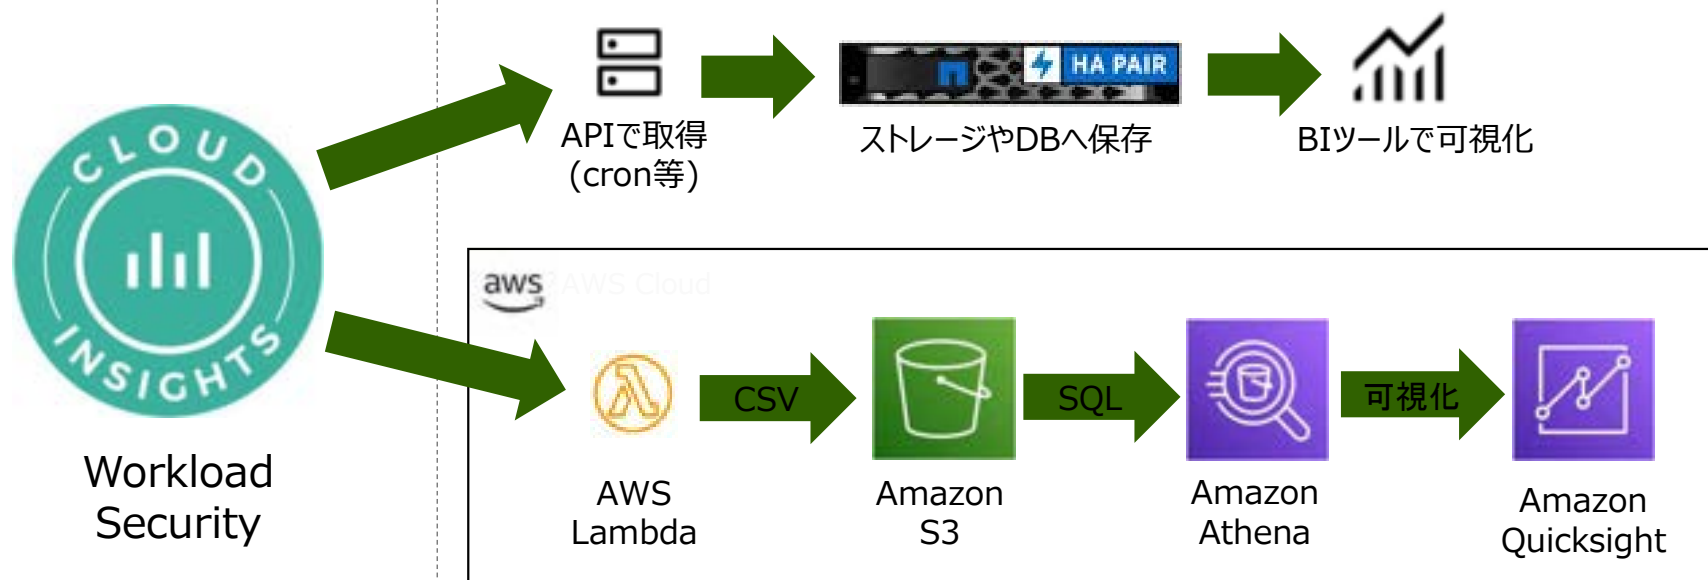 CLOUD
INSIGHTS
Workload
Security
APIで取得
(cron等)
HA PAIR
ストレージやDBへ保存
BIツールで可視化
aws
AWS Cloud
CSV
SQL
可視化
AWS
Lambda
Amazon
S3
Amazon
Athena
Amazon
Quicksight